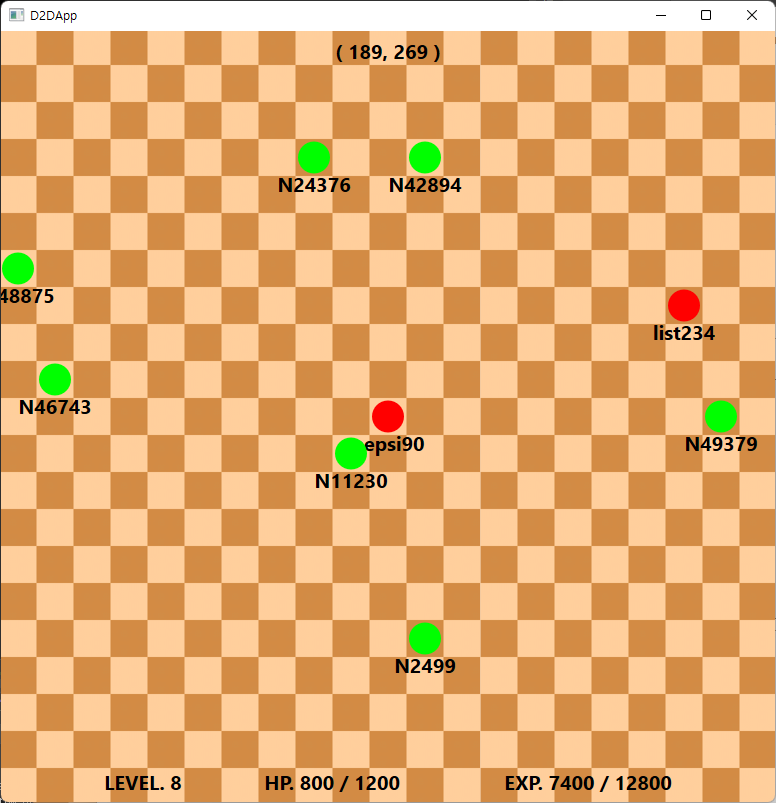 D2DApp
( 189, 269 )
N24376
N42894
48875
list234
N46743
epsi90
N49379
N11230
N2499
LEVEL. 8
HP. 800 / 1200
EXP. 7400 / 12800